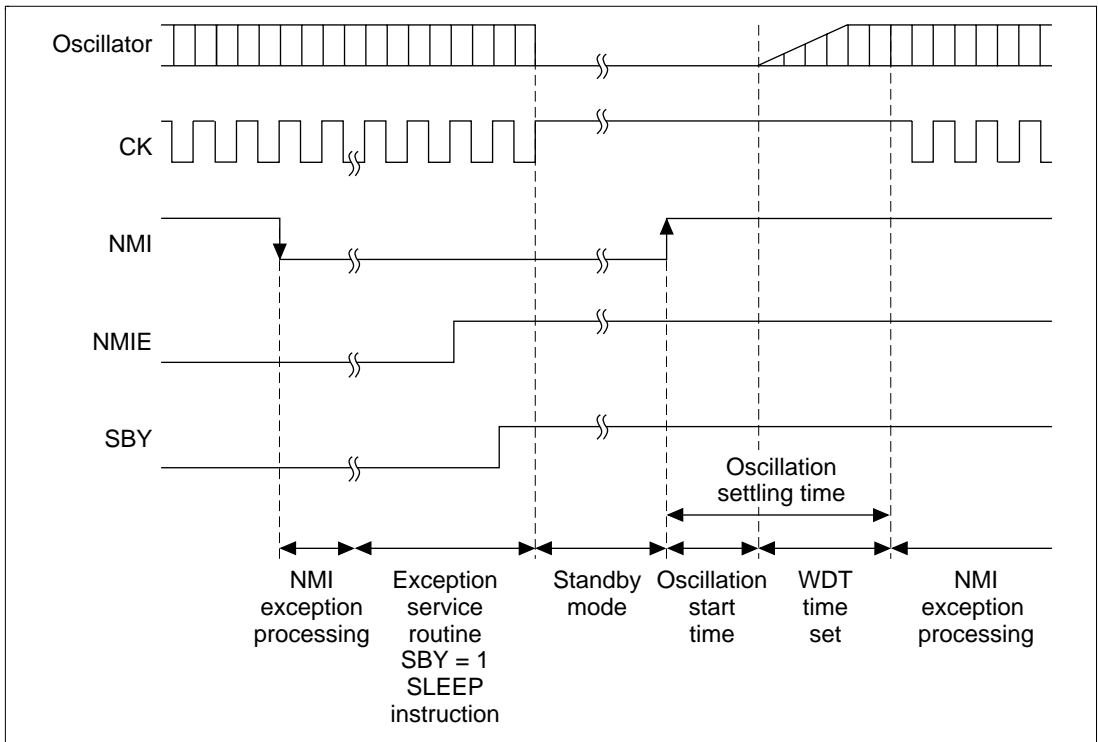 Oscillator
CK
NMI
NMIE
SBY
Oscillation
settling time
NMI
exception
processing
Exception
service
routine
SBY = 1
SLEEP
instruction
Standby
mode
Oscillation
start
time
WDT
time
set
NMI
exception
processing